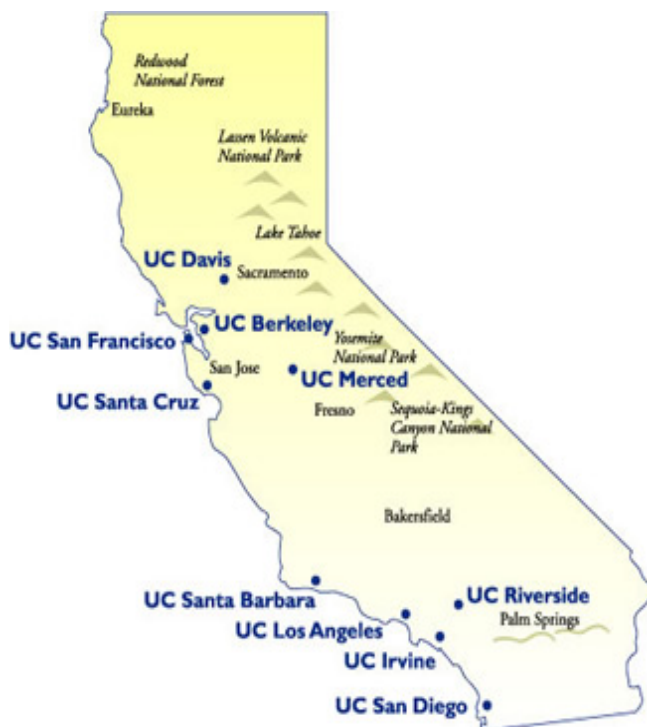 Redwood
National Forest
Eureka
Lassen Volcanic
National Park
Lake Tahoe
UC Davis
Sacramento
UC Berkeley
UC San Francisco
Yosemite
National Park
San Jose
UC Merced
UC Santa Cruz
Fresno
Sequoia-Kings
Canyon National
Park
Bakersfield
UC Santa Barbara
UC Riverside
Palm Springs
UC Los Angeles
UC Irvine
UC San Diego